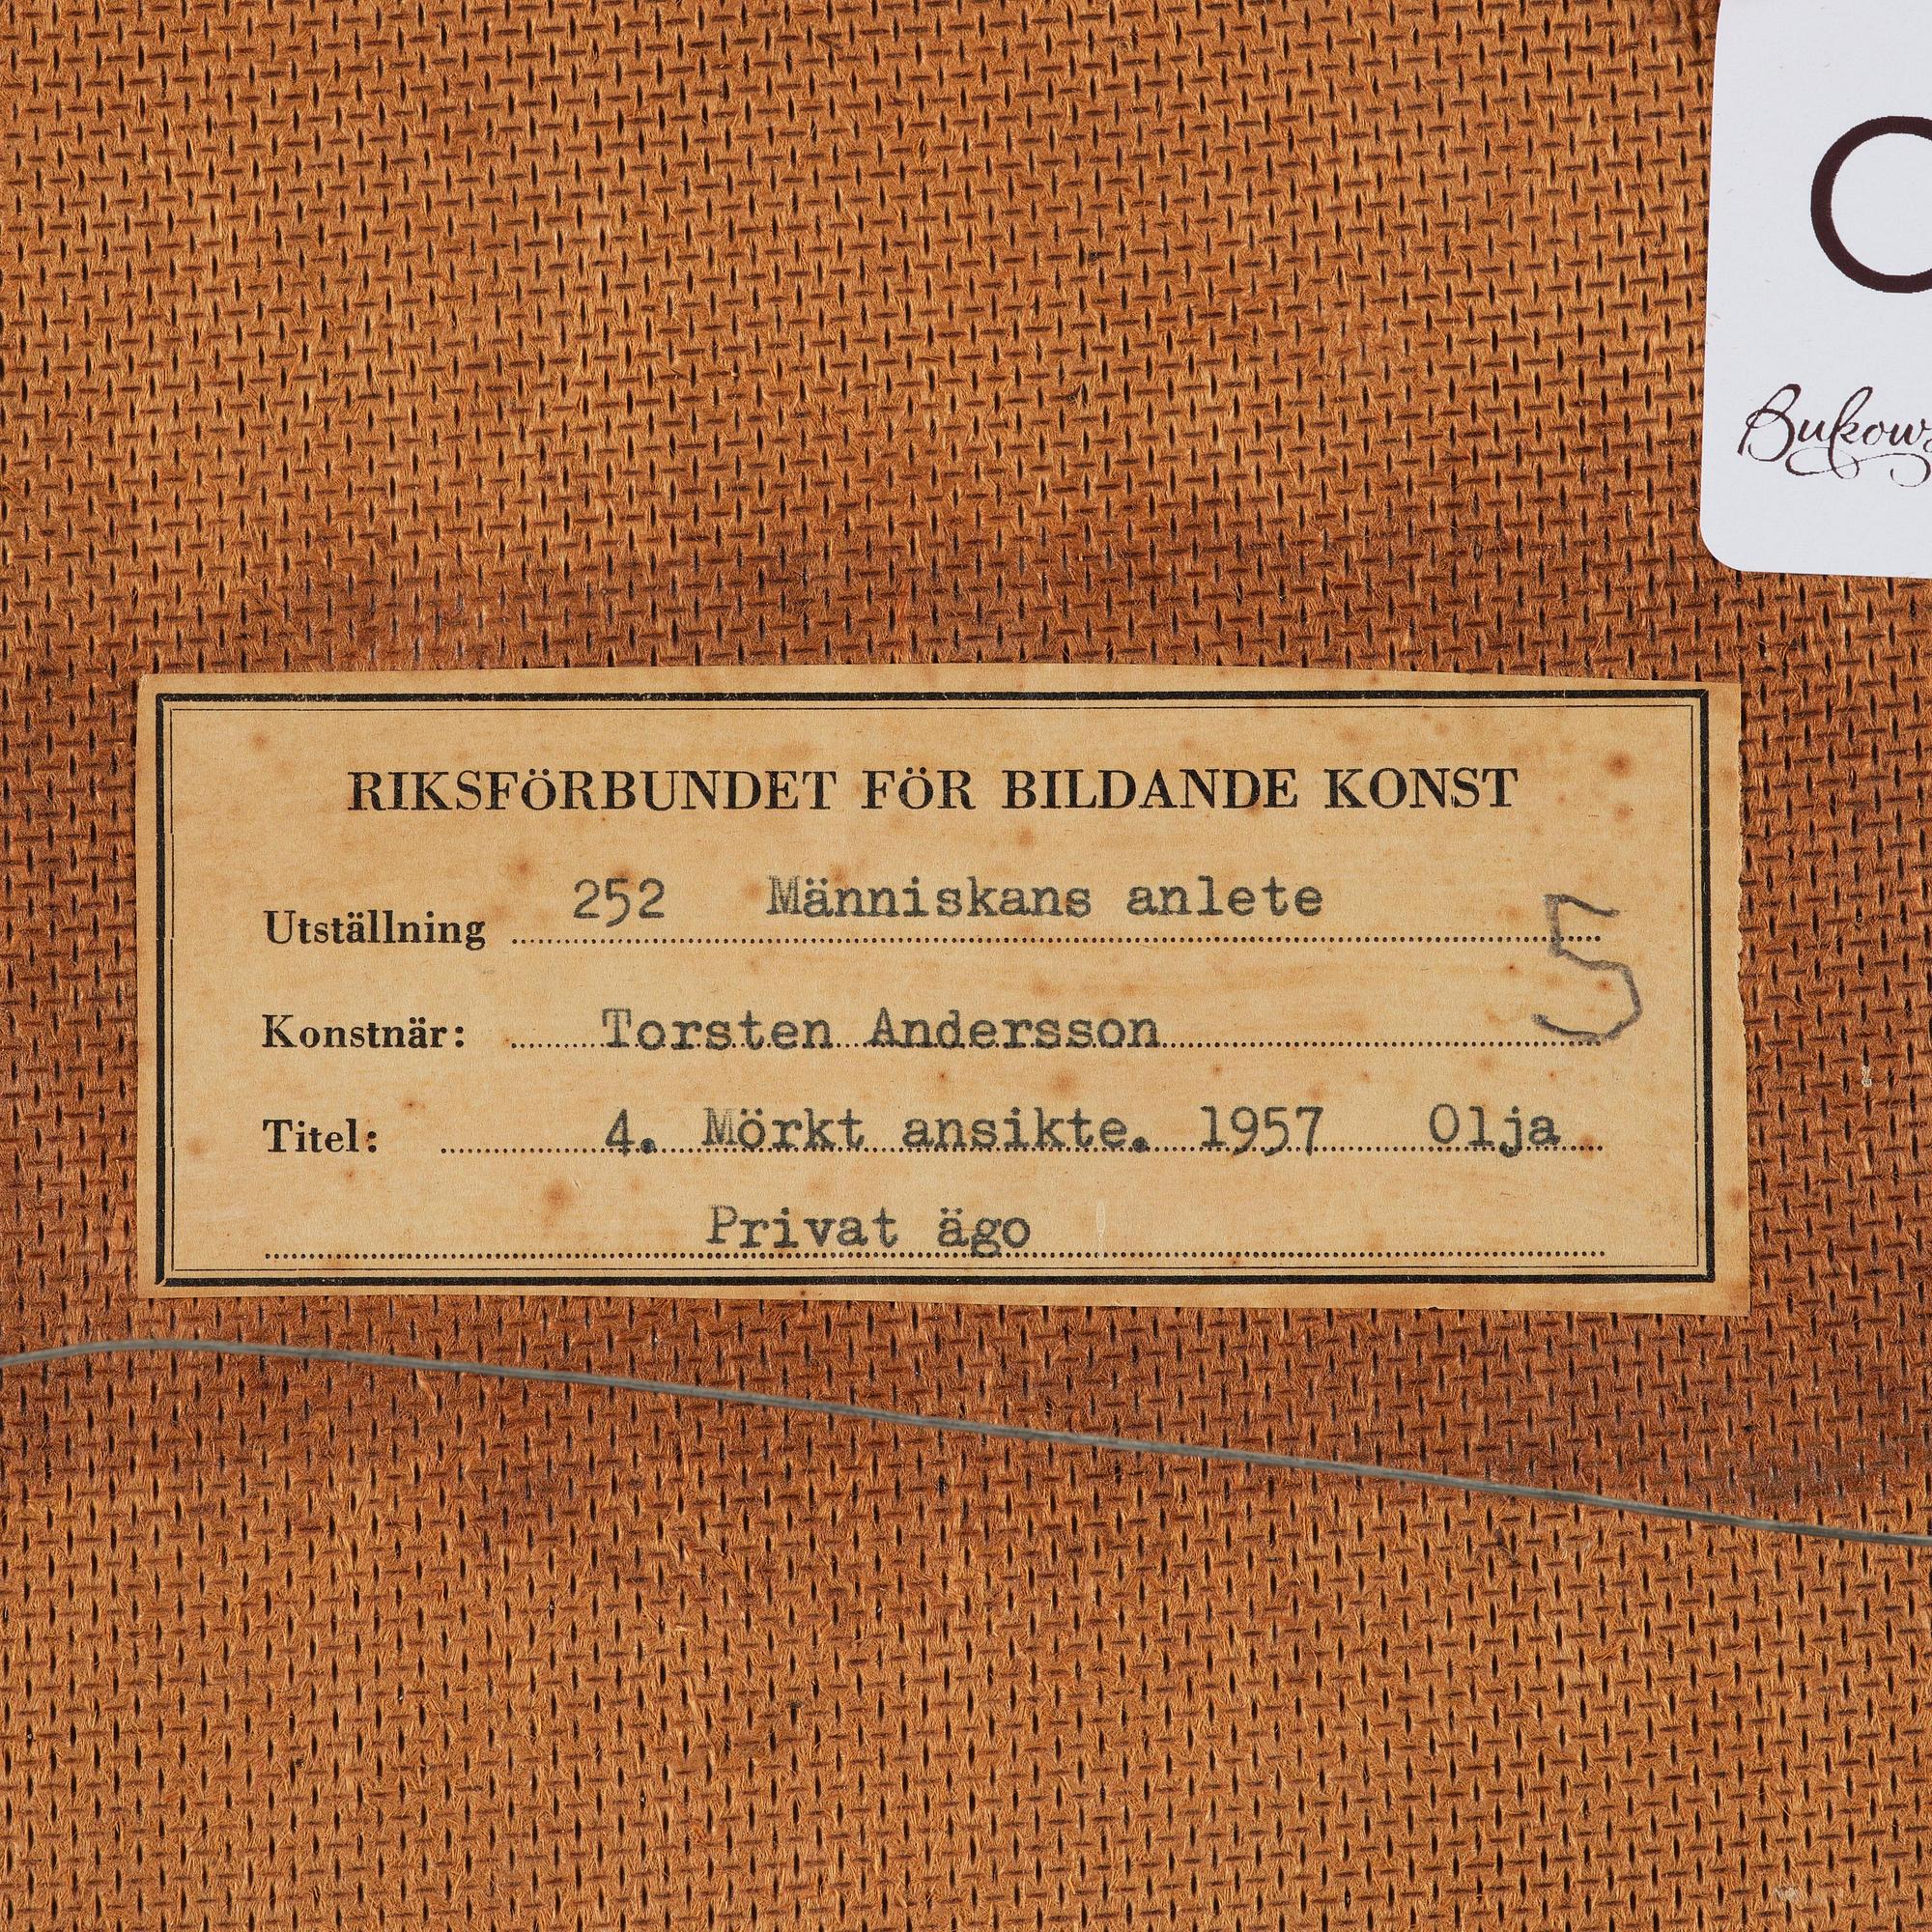 Bukows
RIKSFÖRBUNDET FÖR BILDANDE KONST
Utställning 252 Människans anlete
5
Konstnär: Torsten Andersson
Titel: 4. Mörkt ansikte. 1957 Olja
Privat ägo